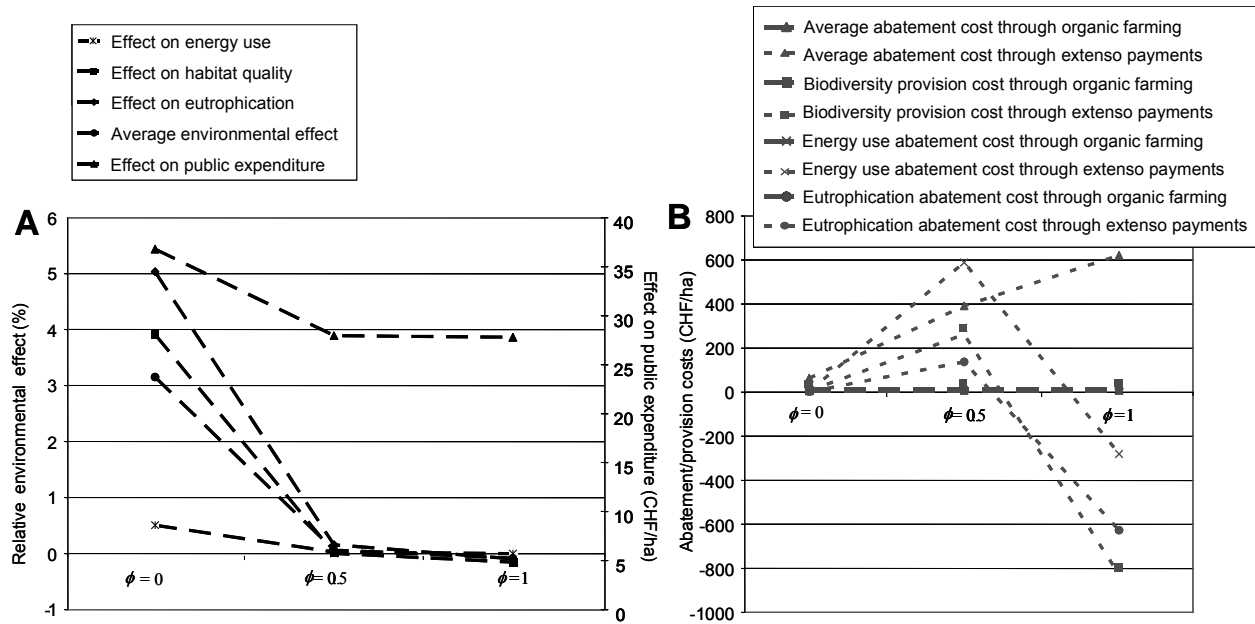 Effect on energy use
Effect on habitat quality
Effect on eutrophication
Average environmental effect
Effect on public expenditure
A
Relative environmental effect (%)
6
5
4
3
2
1
0
-1
ϕ = 0
ϕ = 0.5
ϕ = 1
40
35
30
25
20
15
10
5
0
Effect on public expenditure (CHF/ha)
Average abatement cost through organic farming
Average abatement cost through extenso payments
Biodiversity provision cost through organic farming
Biodiversity provision cost through extenso payments
Energy use abatement cost through organic farming
Energy use abatement cost through extenso payments
Eutrophication abatement cost through organic farming
Eutrophication abatement cost through extenso payments
B
Abatement/provision costs (CHF/ha)
800
600
400
200
0
-200
-400
-600
-800
-1000
ϕ = 0
ϕ = 0.5
ϕ = 1